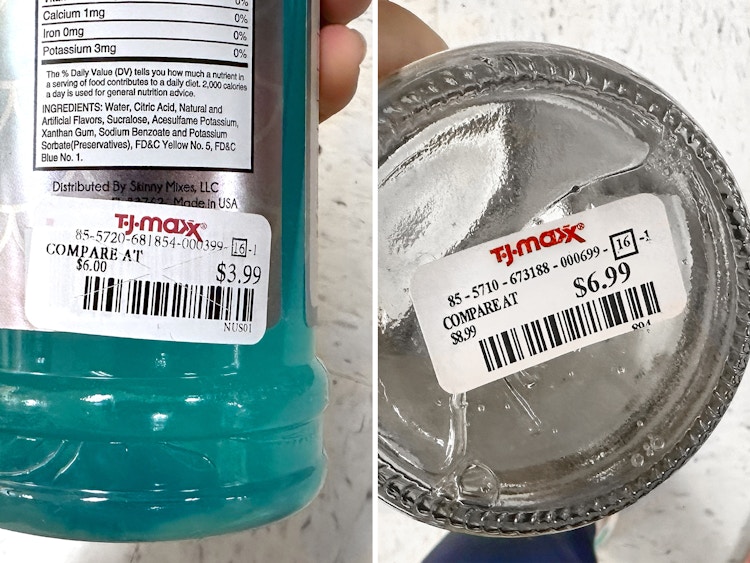 Calcium 1mg 0%
Iron 0mg 0%
Potassium 3mg 0%
The % Daily Value (DV) tells you how much a nutrient in
a serving of food contributes to a daily diet. 2,000 calories
a day is used for general nutrition advice.
INGREDIENTS: Water, Citric Acid, Natural and
Artificial Flavors, Sucralose, Acesulfame Potassium,
Xanthan Gum, Sodium Benzoate and Potassium
Sorbate(Preservatives), FD&C Yellow No. 5, FD&C
Blue No. 1.
Distributed By Skinny Mixes, LLC
Made in USA
T·J·maxx®
85-5720-681854-000399-16-1
COMPARE AT
$6.00
$3.99
NUS01
T·J·maxx®
85-5710-673188-000699-16-1
COMPARE AT
$6.99
$8.99